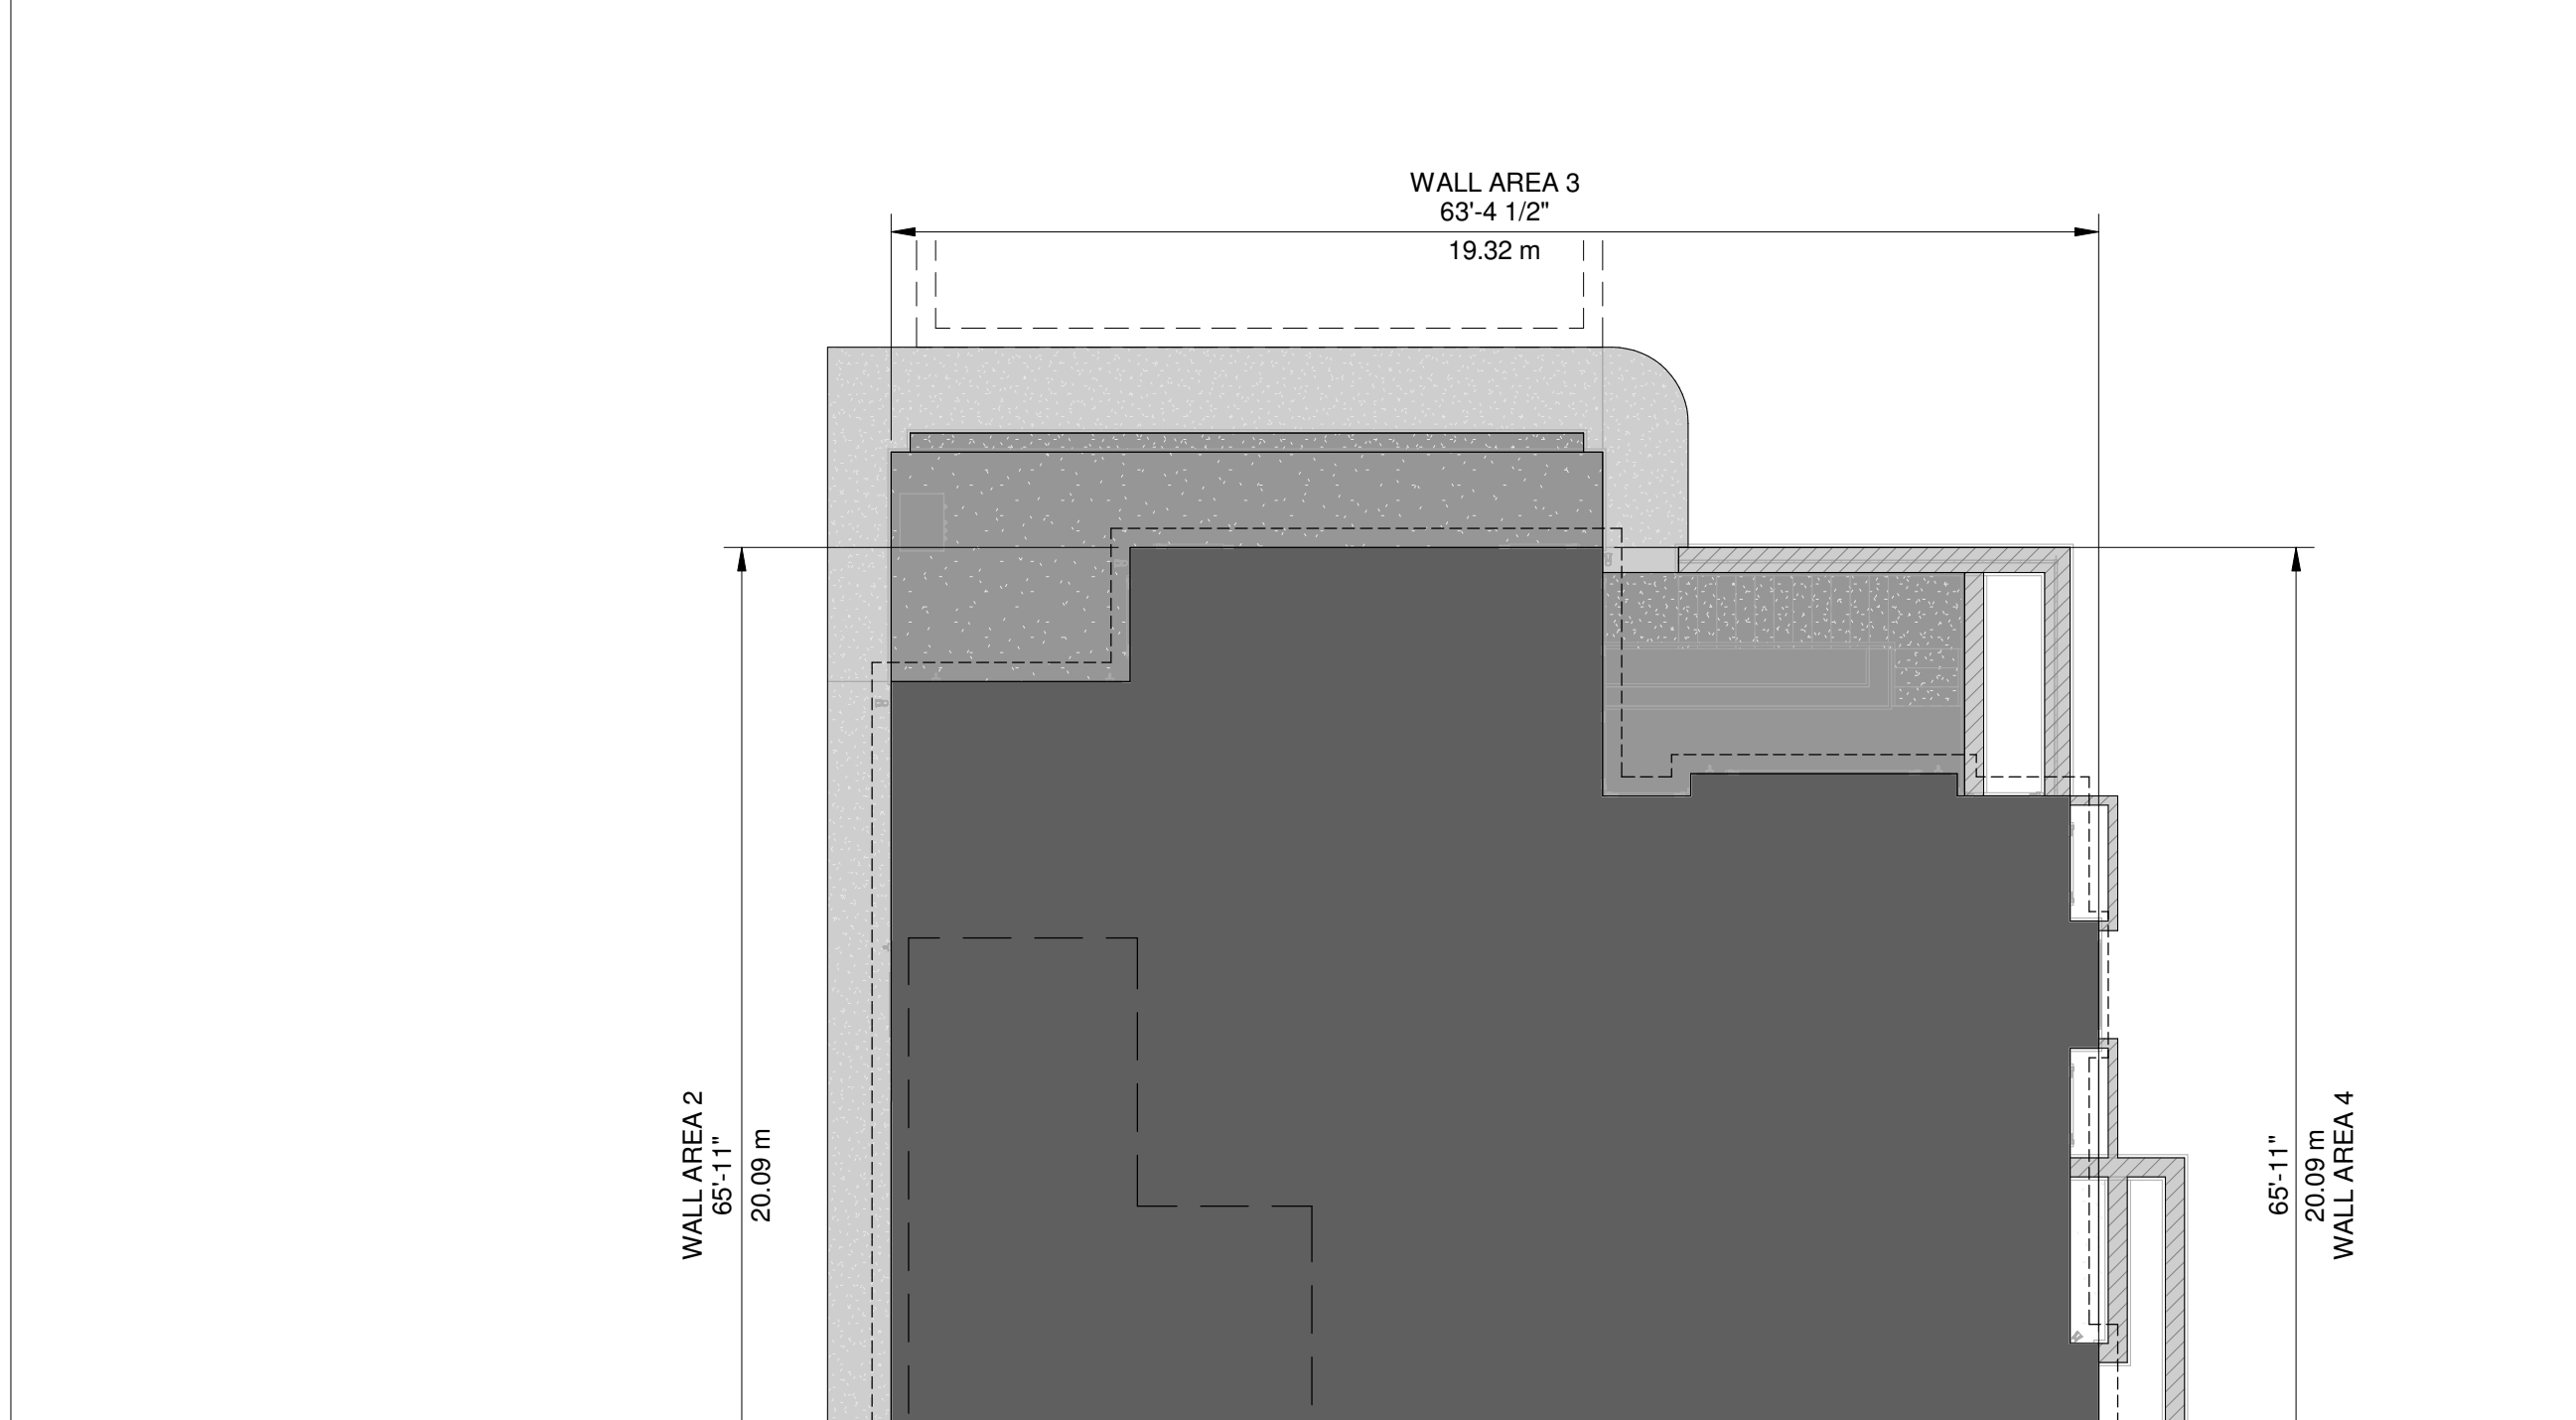 WALL AREA 3
63'-4 1/2"
19.32 m
WALL AREA 2
65'-11"
20.09 m
65'-11"
20.09 m
WALL AREA 4